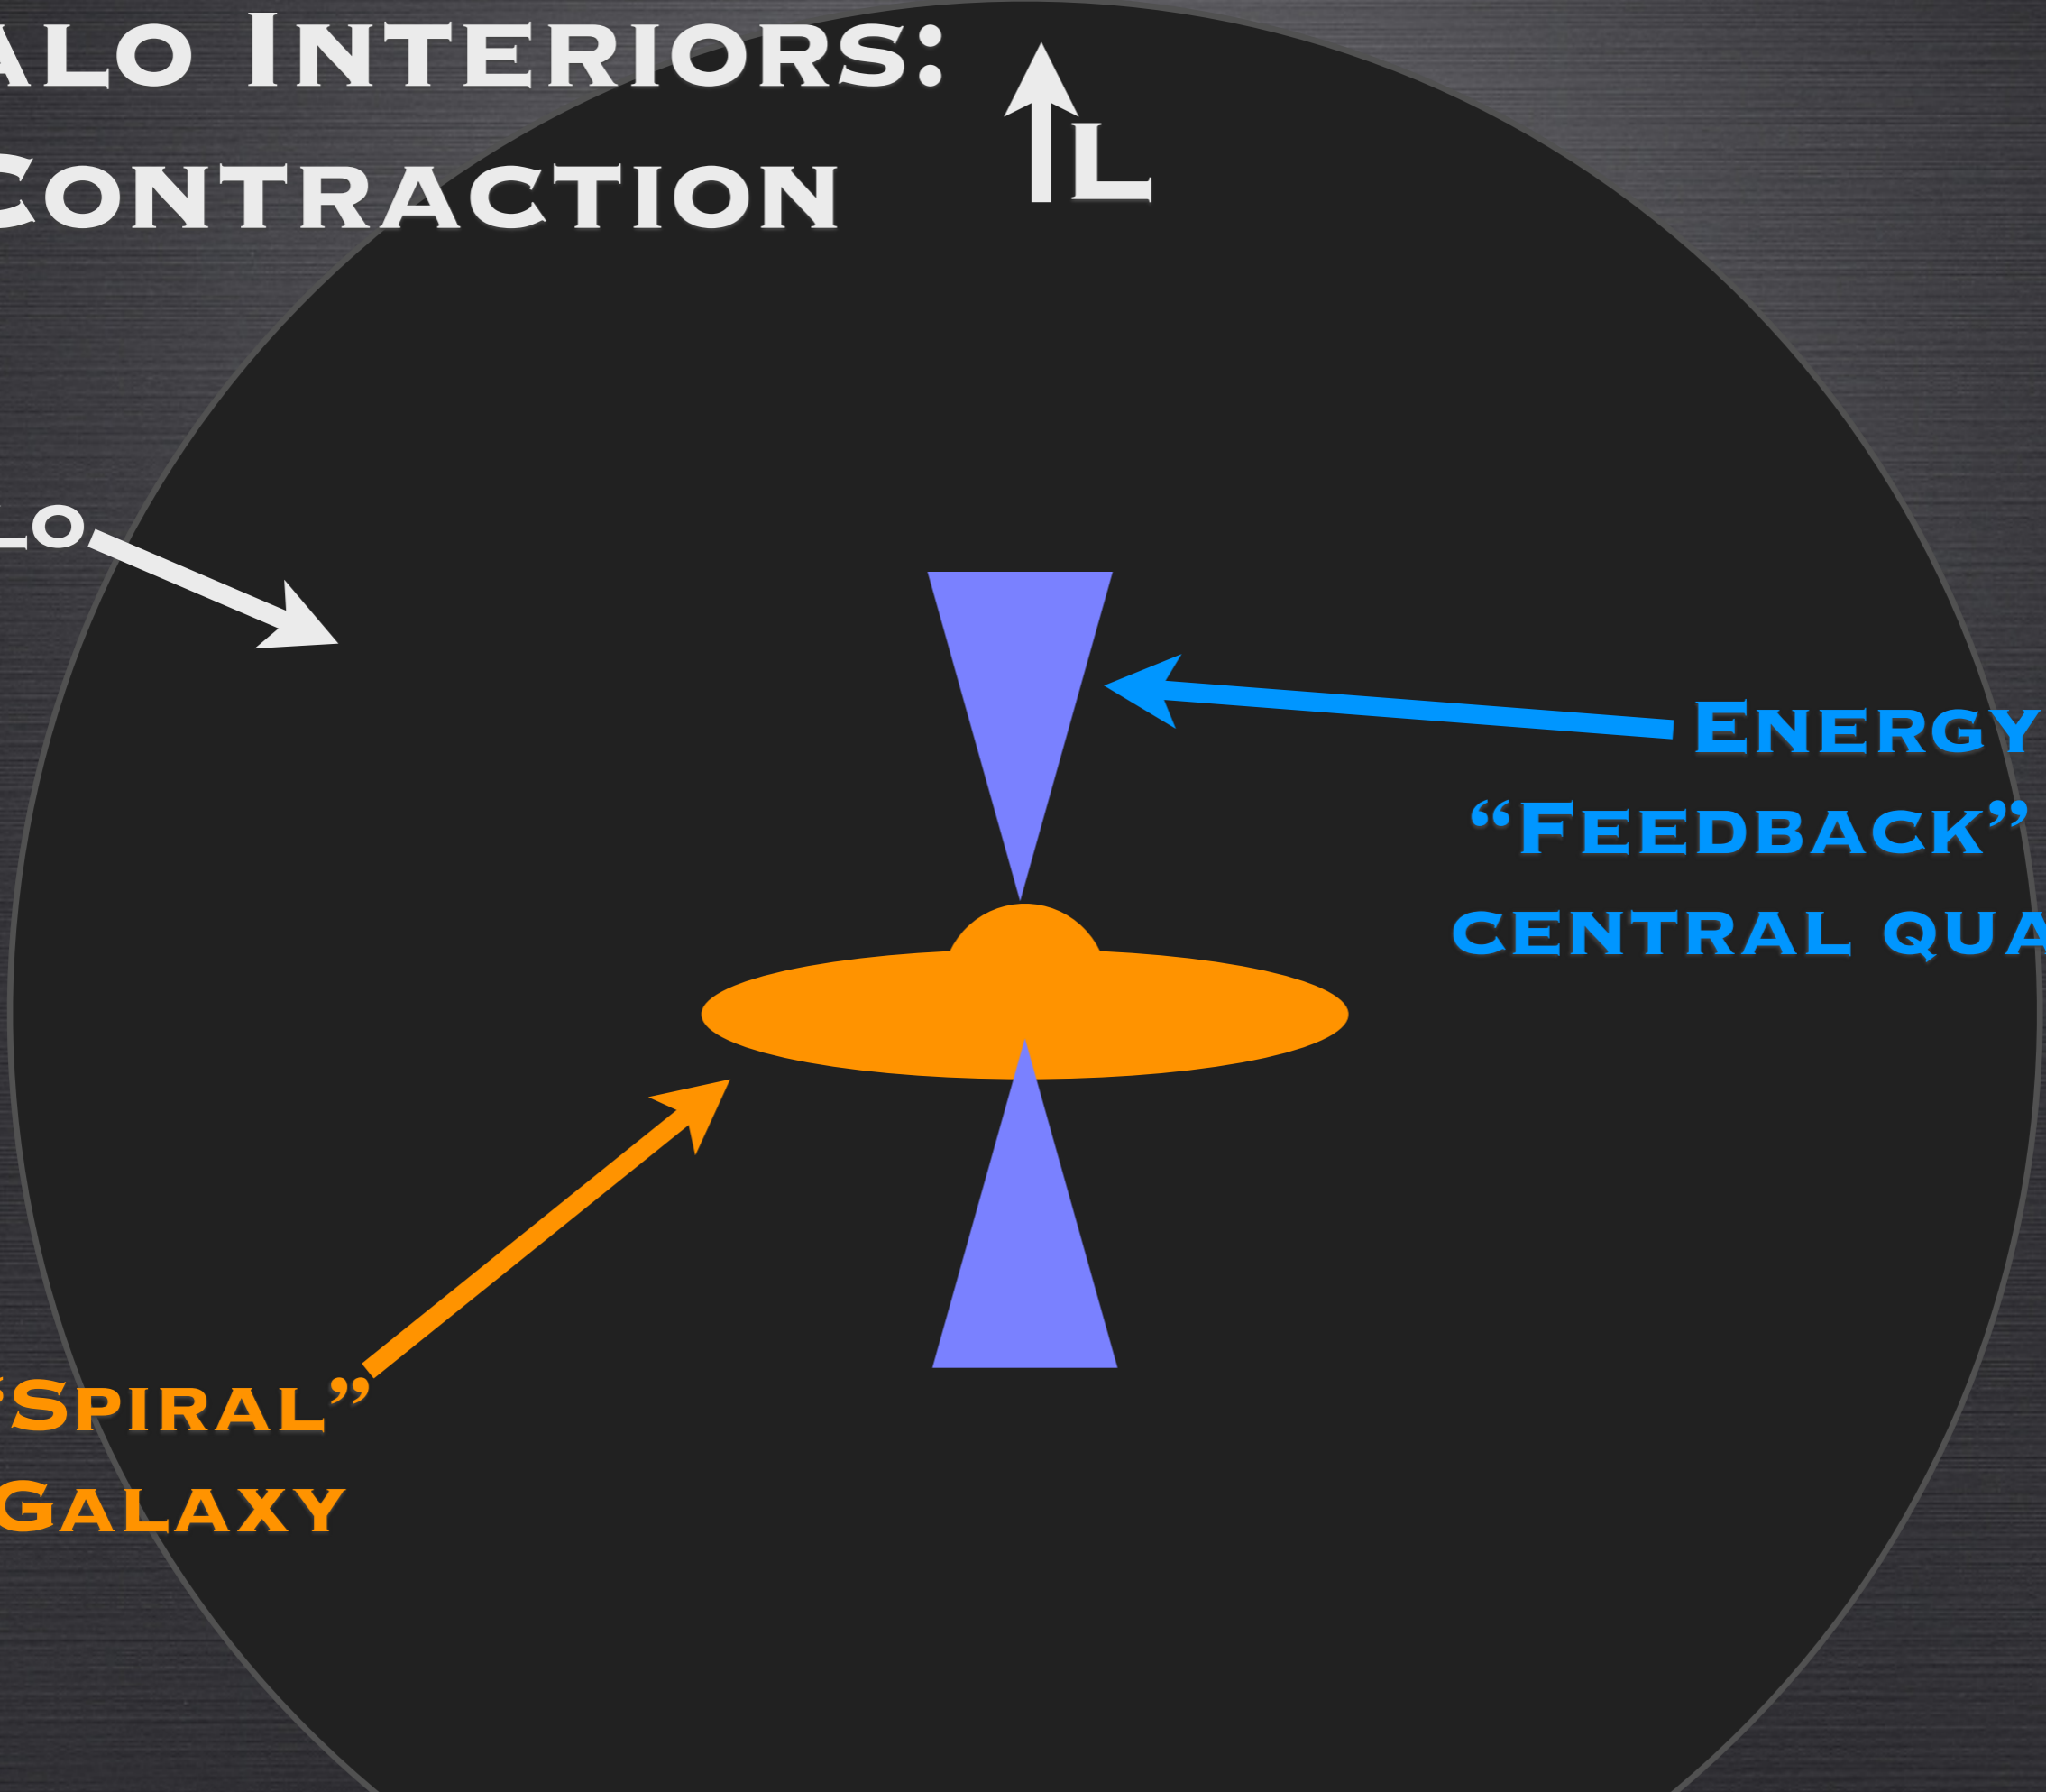 alo Interiors:
Contraction
L
lo
Energy
“Feedback”
central qua
“Spiral”
Galaxy